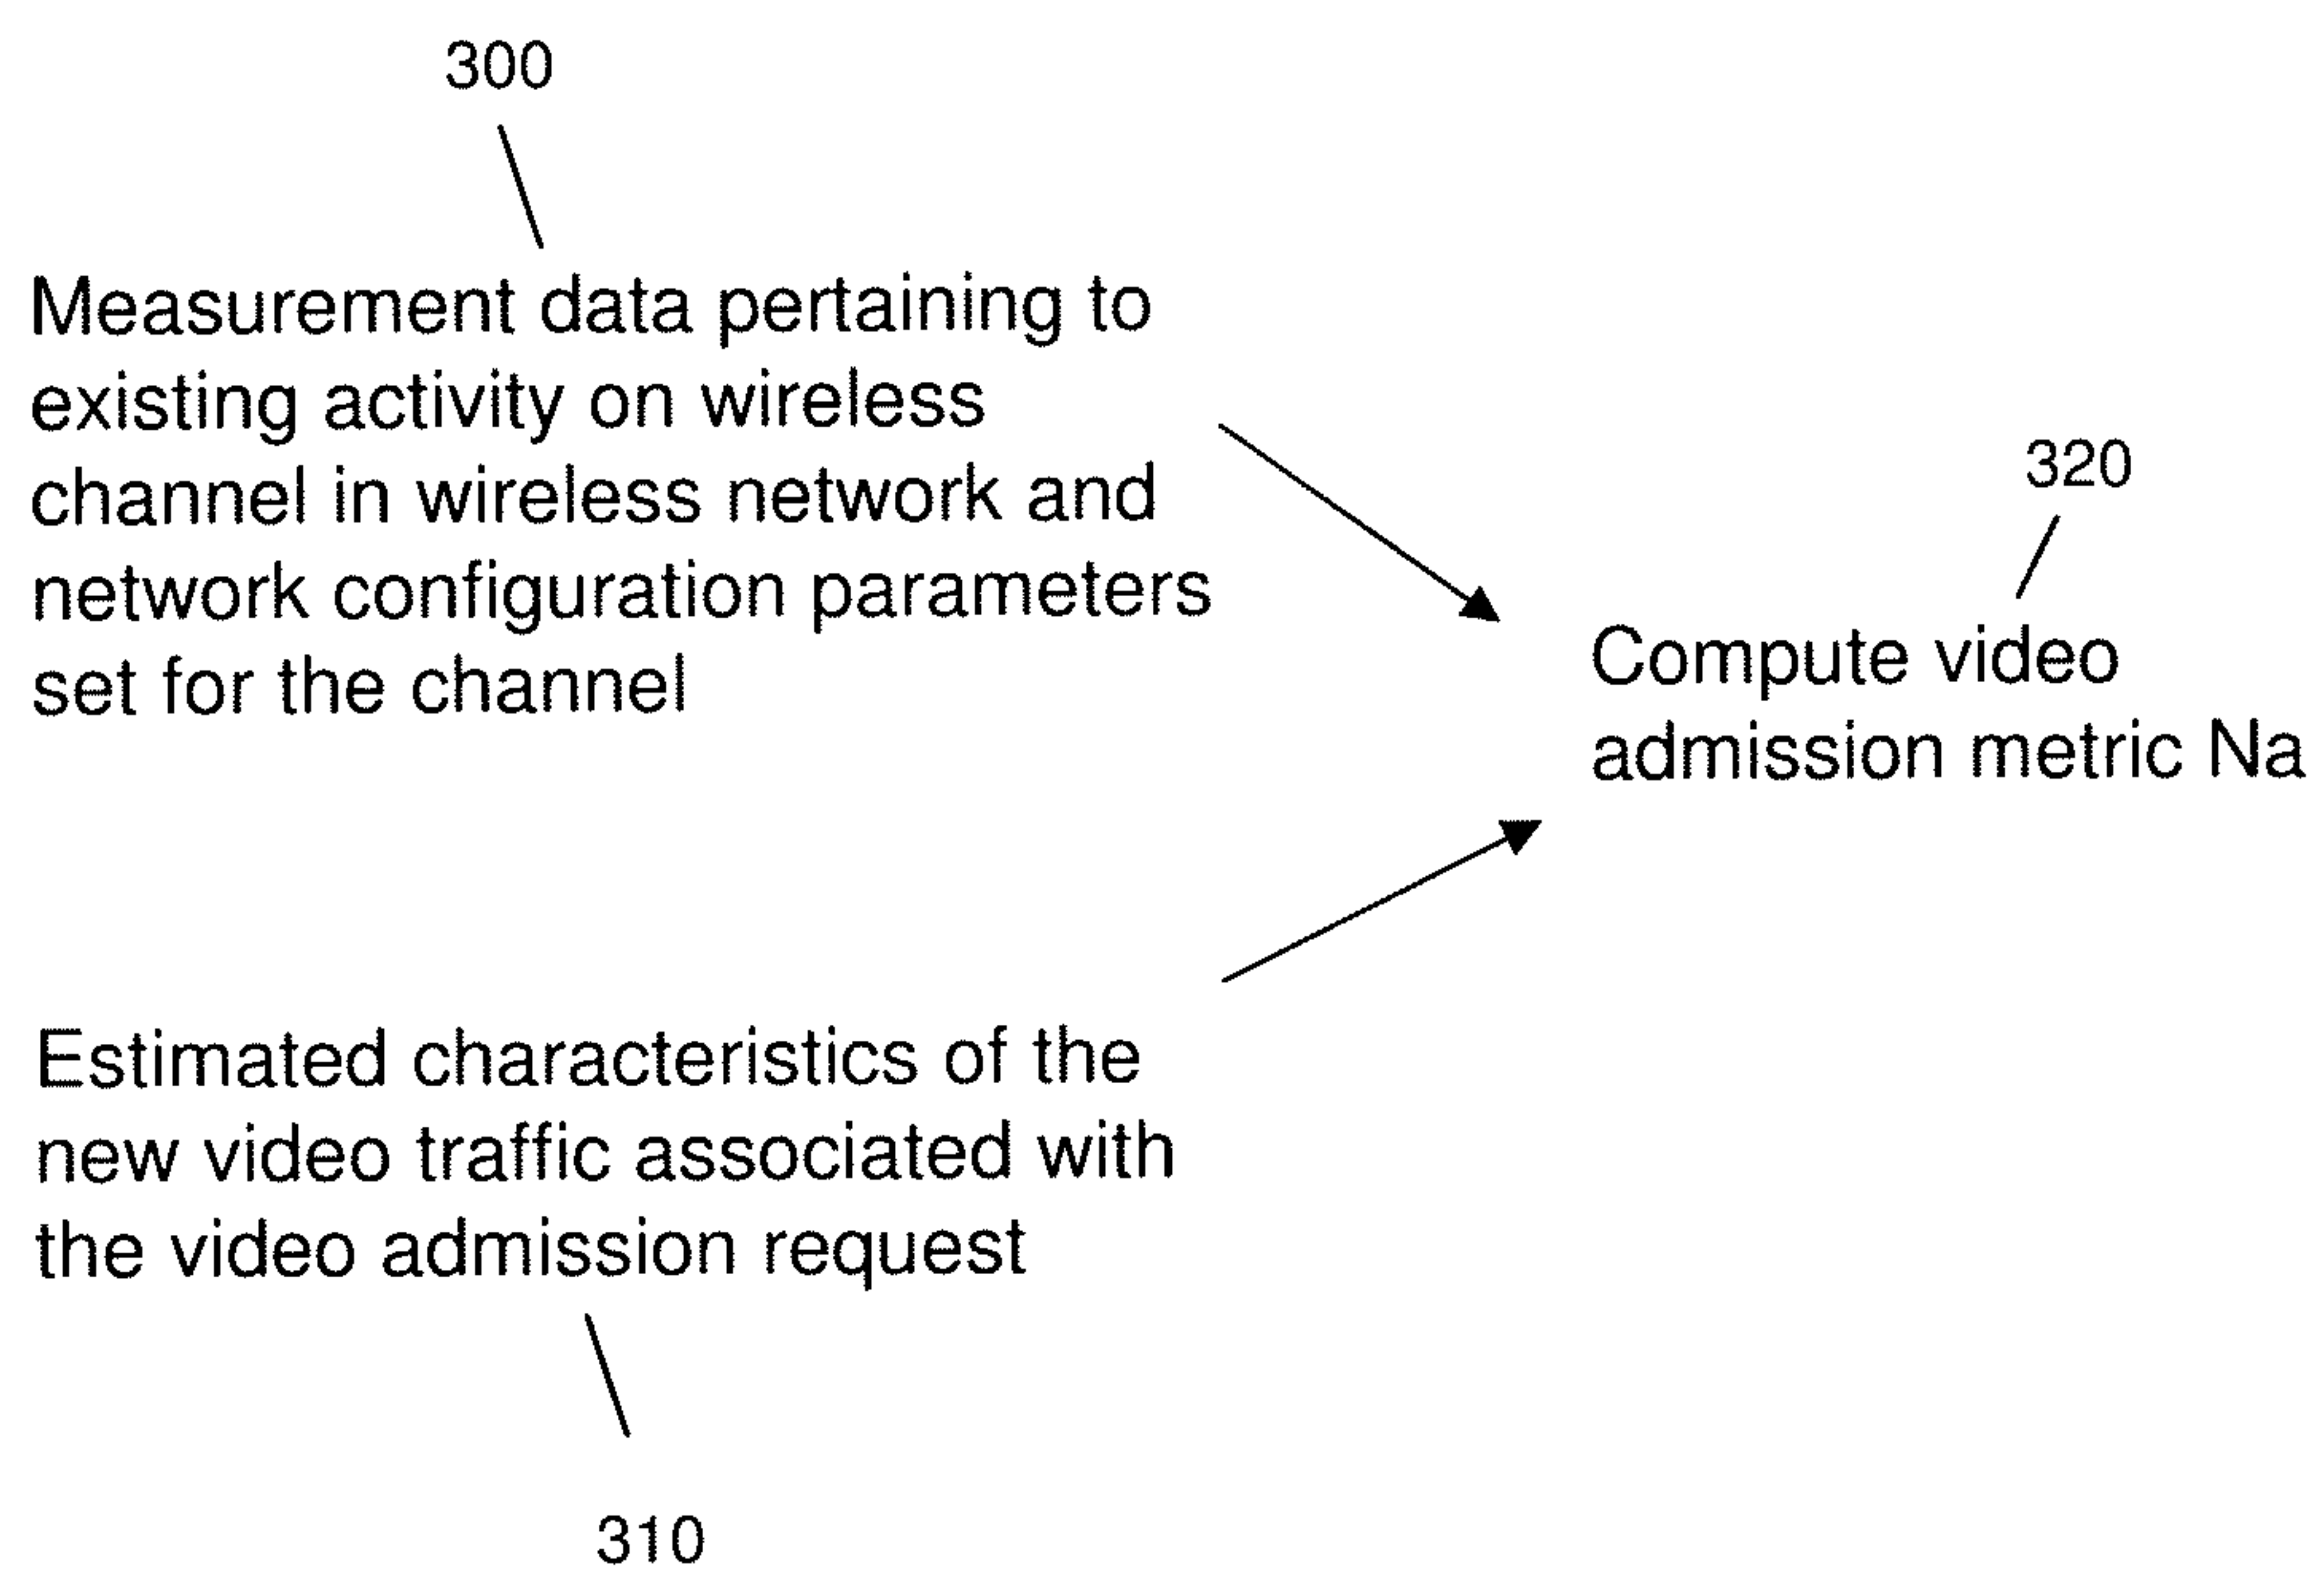 300
Measurement data pertaining to
existing activity on wireless
channel in wireless network and
network configuration parameters
set for the channel
320
Compute video
admission metric Na
Estimated characteristics of the
new video traffic associated with
the video admission request
310